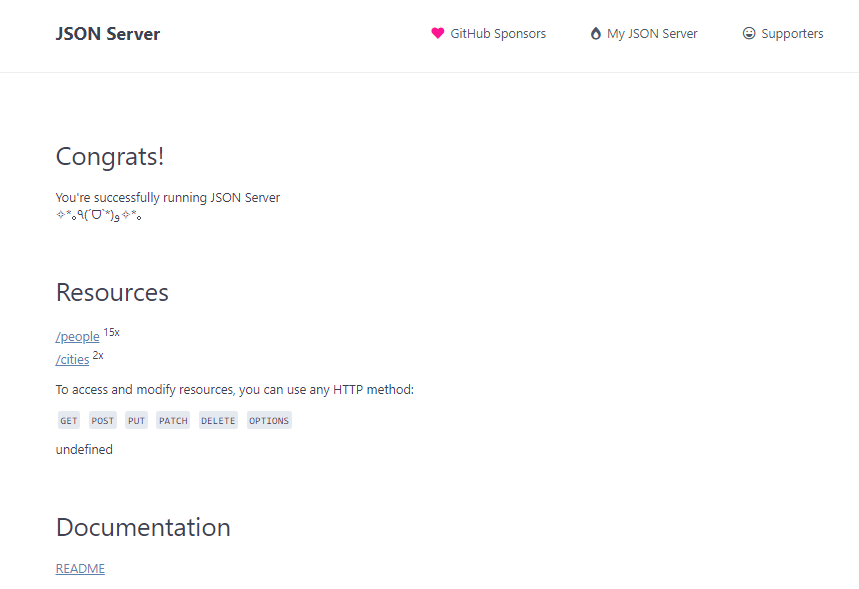 JSON Server
GitHub Sponsors
My JSON Server
Supporters
Congrats!
You're successfully running JSON Server
✧*｡٩(ˊᗜˋ*)و✧*｡
Resources
/people 15x
/cities 2x
To access and modify resources, you can use any HTTP method:
GET POST PUT PATCH DELETE OPTIONS
undefined
Documentation
README